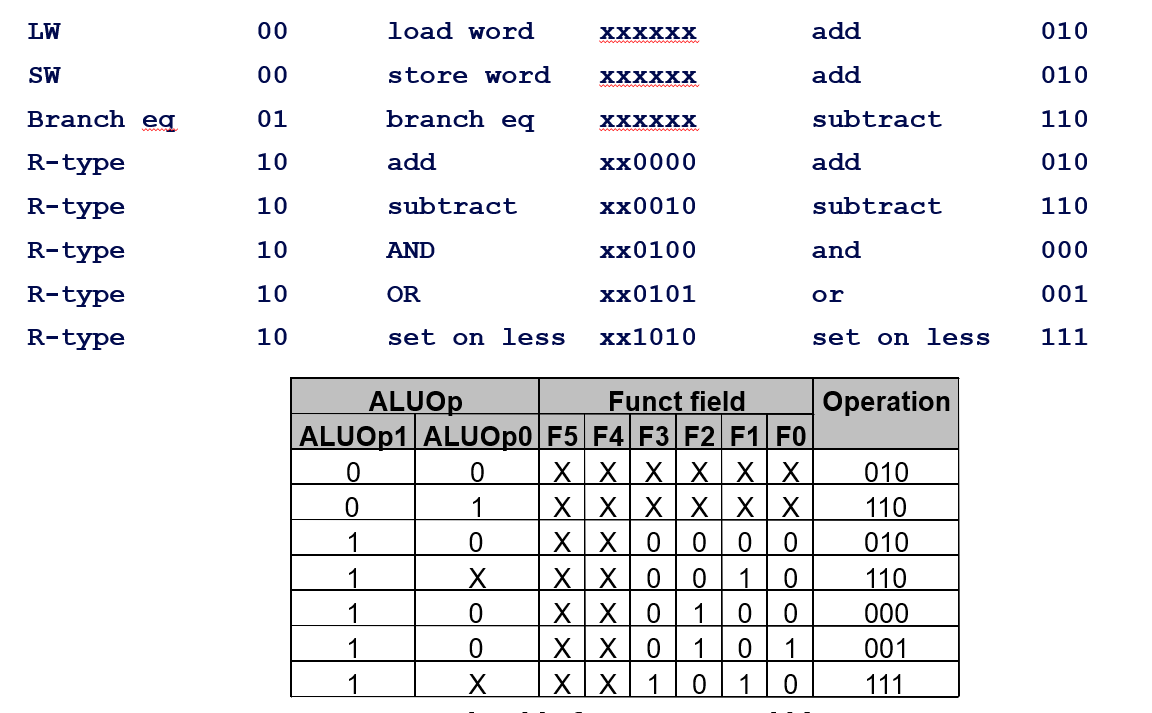 LW 00 load word xxxxxx add 010
SW 00 store word xxxxxx add 010
Branch eq 01 branch eq xxxxxx subtract 110
R-type 10 add xx0000 add 010
R-type 10 subtract xx0010 subtract 110
R-type 10 AND xx0100 and 000
R-type 10 OR xx0101 or 001
R-type 10 set on less xx1010 set on less 111
ALUOp Funct field Operation
ALUOp1 ALUOp0 F5 F4 F3 F2 F1 F0
0 0 X X X X X X 010
0 1 X X X X X X 110
1 0 X X 0 0 0 0 010
1 X X X 0 0 1 0 110
1 0 X X 0 1 0 0 000
1 0 X X 0 1 0 1 001
1 X X X 1 0 1 0 111